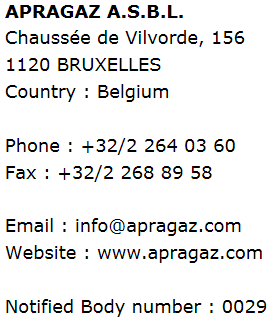 APRAGAZ A.S.B.L.
Chaussée de Vilvorde, 156
1120 BRUXELLES
Country : Belgium
Phone : +32/2 264 03 60
Fax : +32/2 268 89 58
Email : info@apragaz.com
Website : www.apragaz.com
Notified Body number : 0029